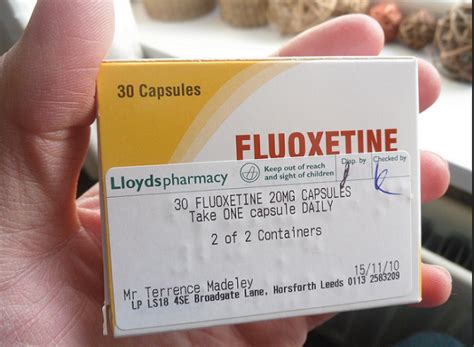 30 Capsules
FLUOXETINE
Lloydspharmacy
Keep out of reach
and sight of children
Disp. by
Checked by
30 FLUOXETINE 20MG CAPSULES
Take ONE capsule DAILY
2 of 2 Containers
15/11/10
Mr Terrence Madeley
LP LS18 4SE Broadgate Lane, Horsforth Leeds 0113 2583209